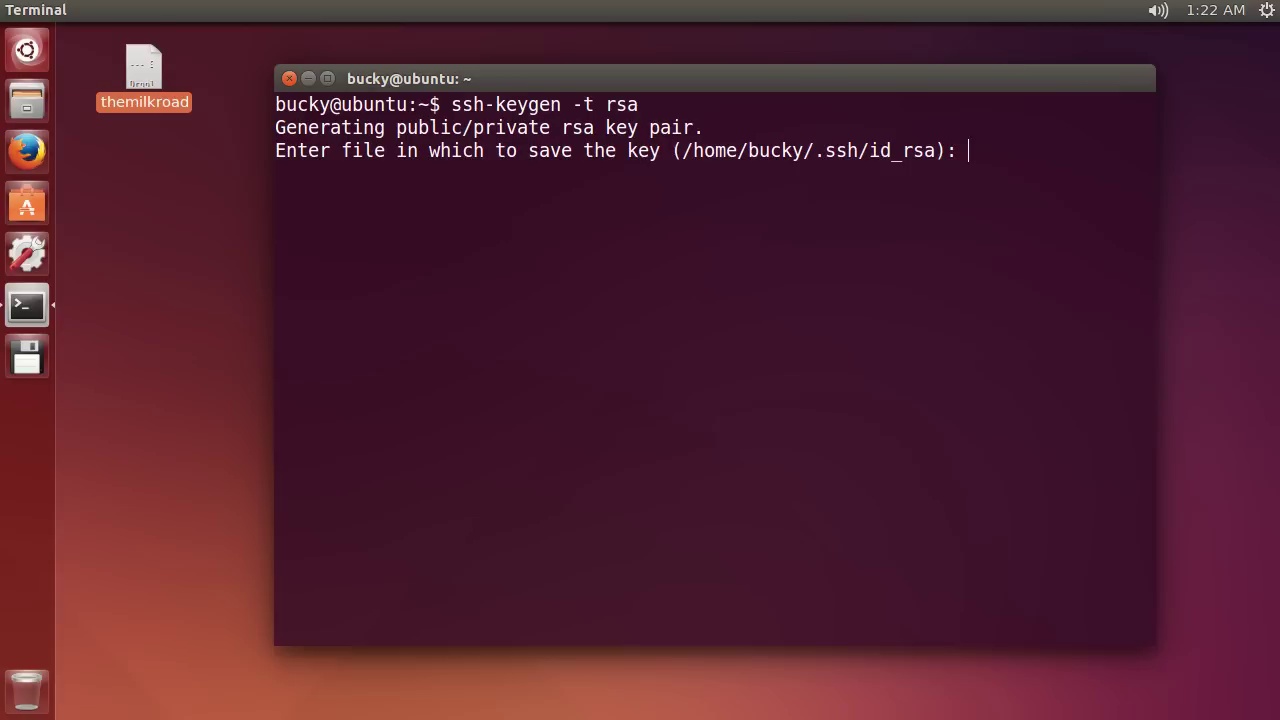 Terminal
1:22 AM
themilkroad
bucky@ubuntu: ~
bucky@ubuntu:~$ ssh-keygen -t rsa
Generating public/private rsa key pair.
Enter file in which to save the key (/home/bucky/.ssh/id_rsa):